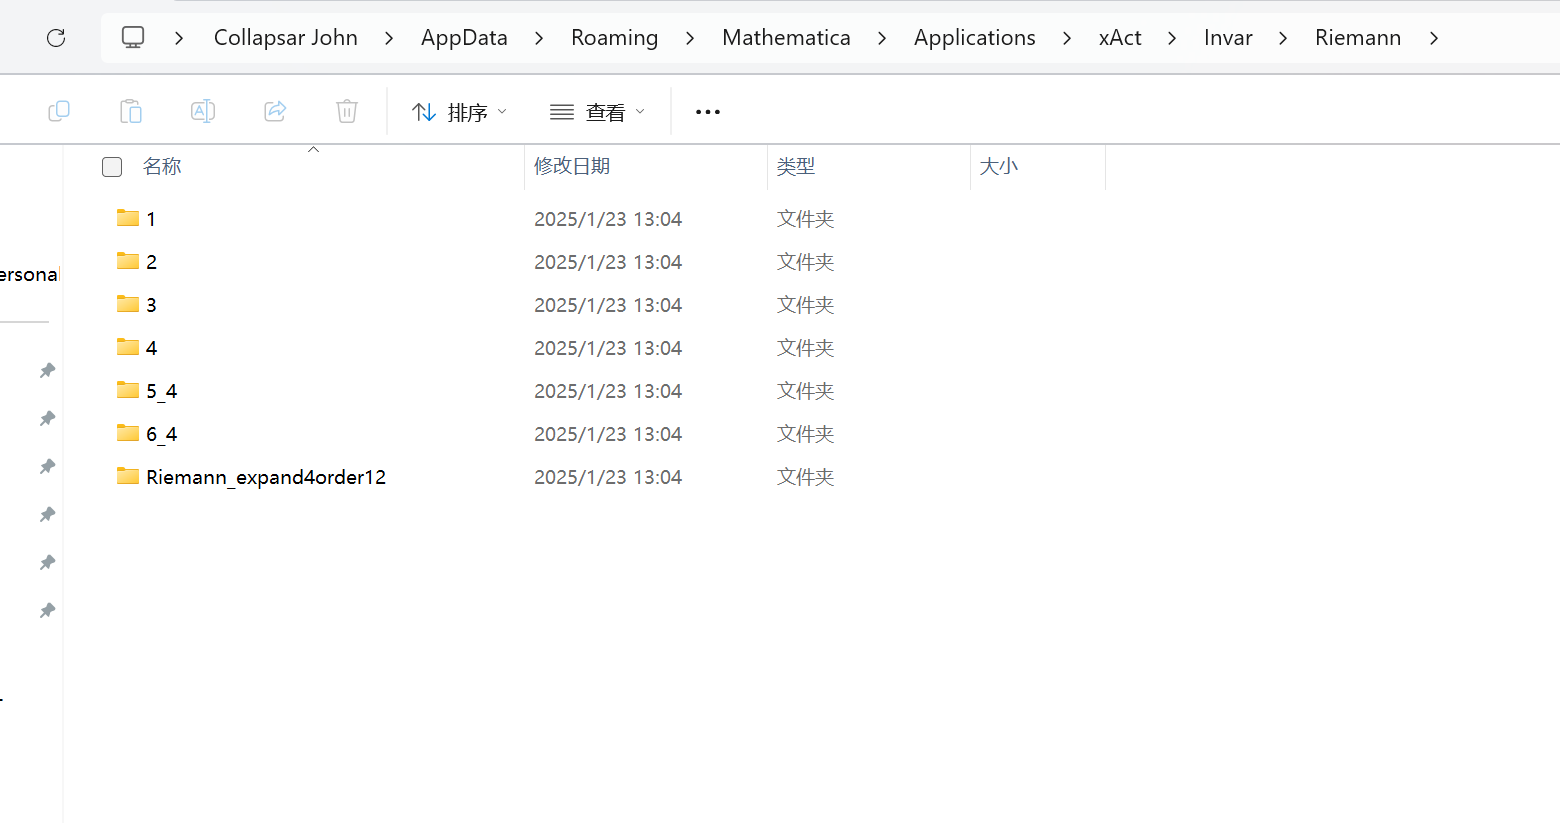 Collapsar John > AppData > Roaming > Mathematica > Applications > xAct > Invar > Riemann >
排序 查看
名称 修改日期 类型 大小
1 2025/1/23 13:04 文件夹
2 2025/1/23 13:04 文件夹
ersonal
3 2025/1/23 13:04 文件夹
4 2025/1/23 13:04 文件夹
5_4 2025/1/23 13:04 文件夹
6_4 2025/1/23 13:04 文件夹
Riemann_expand4order12 2025/1/23 13:04 文件夹